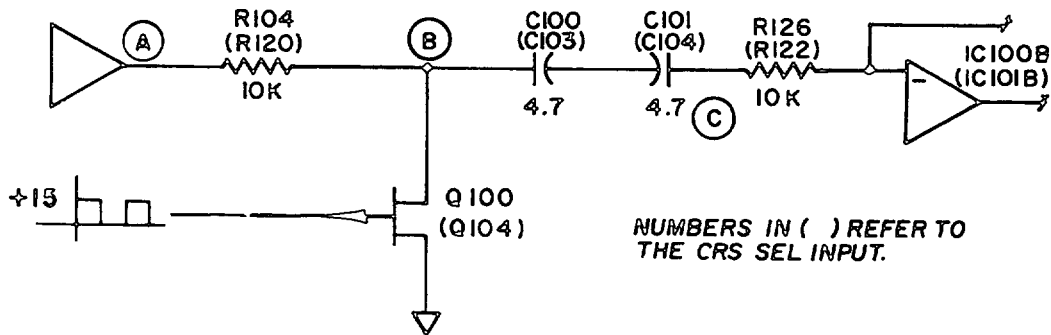 R104
(R120)
10K
A
B
C100
(C103)
4.7
C101
(C104)
4.7
C
R126
(R122)
10K
IC100B
(IC101B)
-
+15
Q100
(Q104)
NUMBERS IN ( ) REFER TO
THE CRS SEL INPUT.